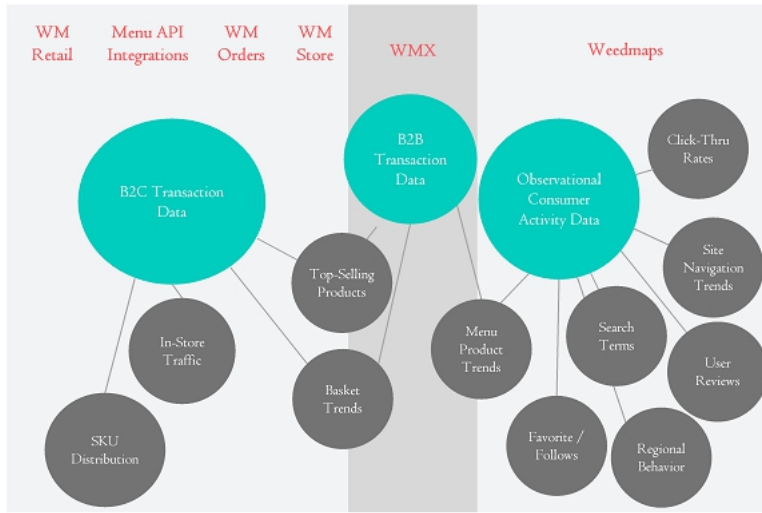 WM
Retail
Menu API
Integrations
WM
Orders
WM
Store
WMX
Weedmaps
B2C Transaction
Data
B2B
Transaction
Data
Observational
Consumer
Activity Data
Click-Thru
Rates
Site
Navigation
Trends
User
Reviews
Top-Selling
Products
In-Store
Traffic
Basket
Trends
Menu
Product
Trends
Search
Terms
SKU
Distribution
Favorite /
Follows
Regional
Behavior